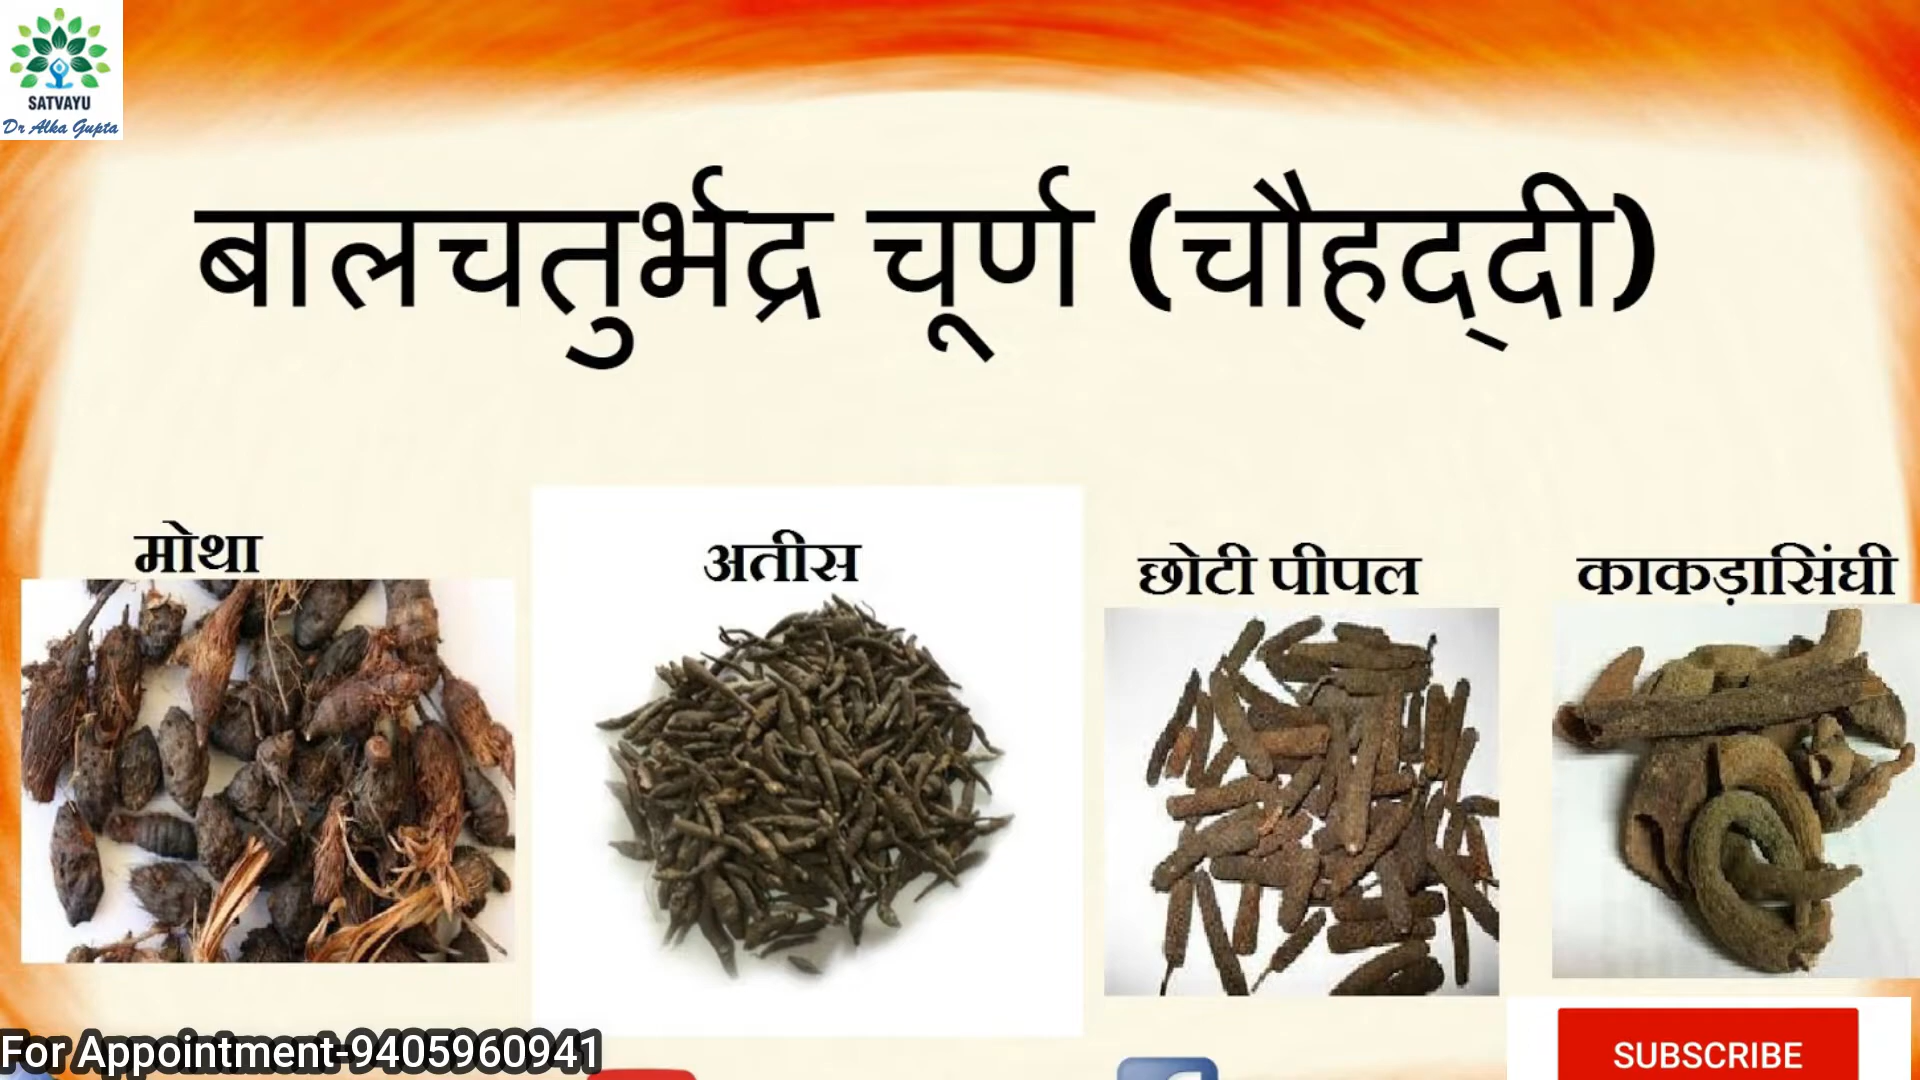 SATVAYU
Dr Alka Gupta
बालचतुर्भद्र चूर्ण (चौहद्‌दी)
मोथा
अतीस
छोटी पीपल
काकड़ासिंघी
For Appointment-9405960941
SUBSCRIBE